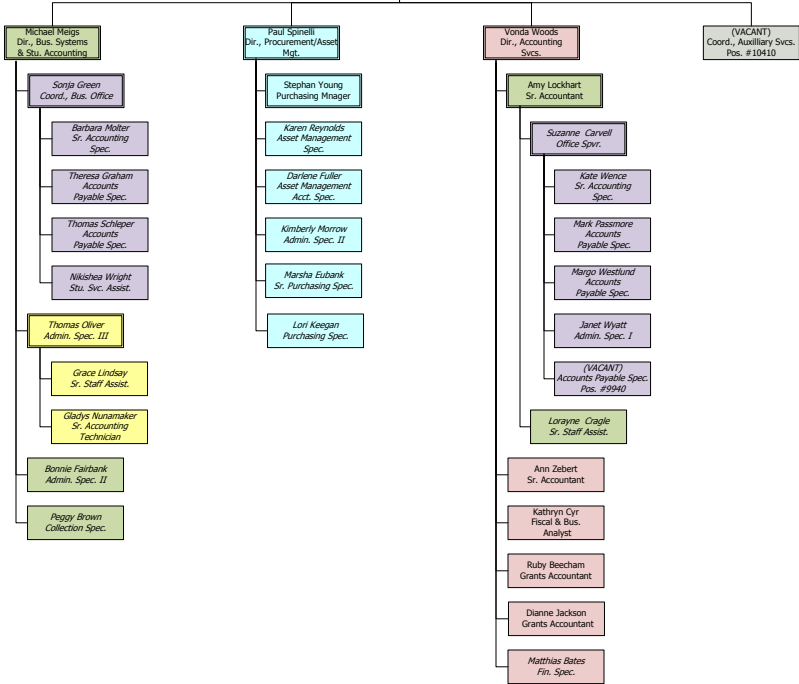 Michael Meigs
Dir., Bus. Systems
& Stu. Accounting
Sonja Green
Coord., Bus. Office
Barbara Molter
Sr. Accounting
Spec.
Theresa Graham
Accounts
Payable Spec.
Thomas Schleper
Accounts
Payable Spec.
Nikishea Wright
Stu. Svc. Assist.
Thomas Oliver
Admin. Spec. III
Grace Lindsay
Sr. Staff Assist.
Gladys Nunamaker
Sr. Accounting
Technician
Bonnie Fairbank
Admin. Spec. II
Peggy Brown
Collection Spec.
Paul Spinelli
Dir., Procurement/Asset
Mgt.
Stephan Young
Purchasing Mnager
Karen Reynolds
Asset Management
Spec.
Darlene Fuller
Asset Management
Acct. Spec.
Kimberly Morrow
Admin. Spec. II
Marsha Eubank
Sr. Purchasing Spec.
Lori Keegan
Purchasing Spec.
Vonda Woods
Dir., Accounting
Svcs.
Amy Lockhart
Sr. Accountant
Suzanne Carvell
Office Spvr.
Kate Wence
Sr. Accounting
Spec.
Mark Passmore
Accounts
Payable Spec.
Margo Westlund
Accounts
Payable Spec.
Janet Wyatt
Admin. Spec. I
(VACANT)
Accounts Payable Spec.
Pos. #9940
Lorayne Cragle
Sr. Staff Assist.
Ann Zebert
Sr. Accountant
Kathryn Cyr
Fiscal & Bus.
Analyst
Ruby Beecham
Grants Accountant
Dianne Jackson
Grants Accountant
Matthias Bates
Fin. Spec.
(VACANT)
Coord., Auxilliary Svcs.
Pos. #10410